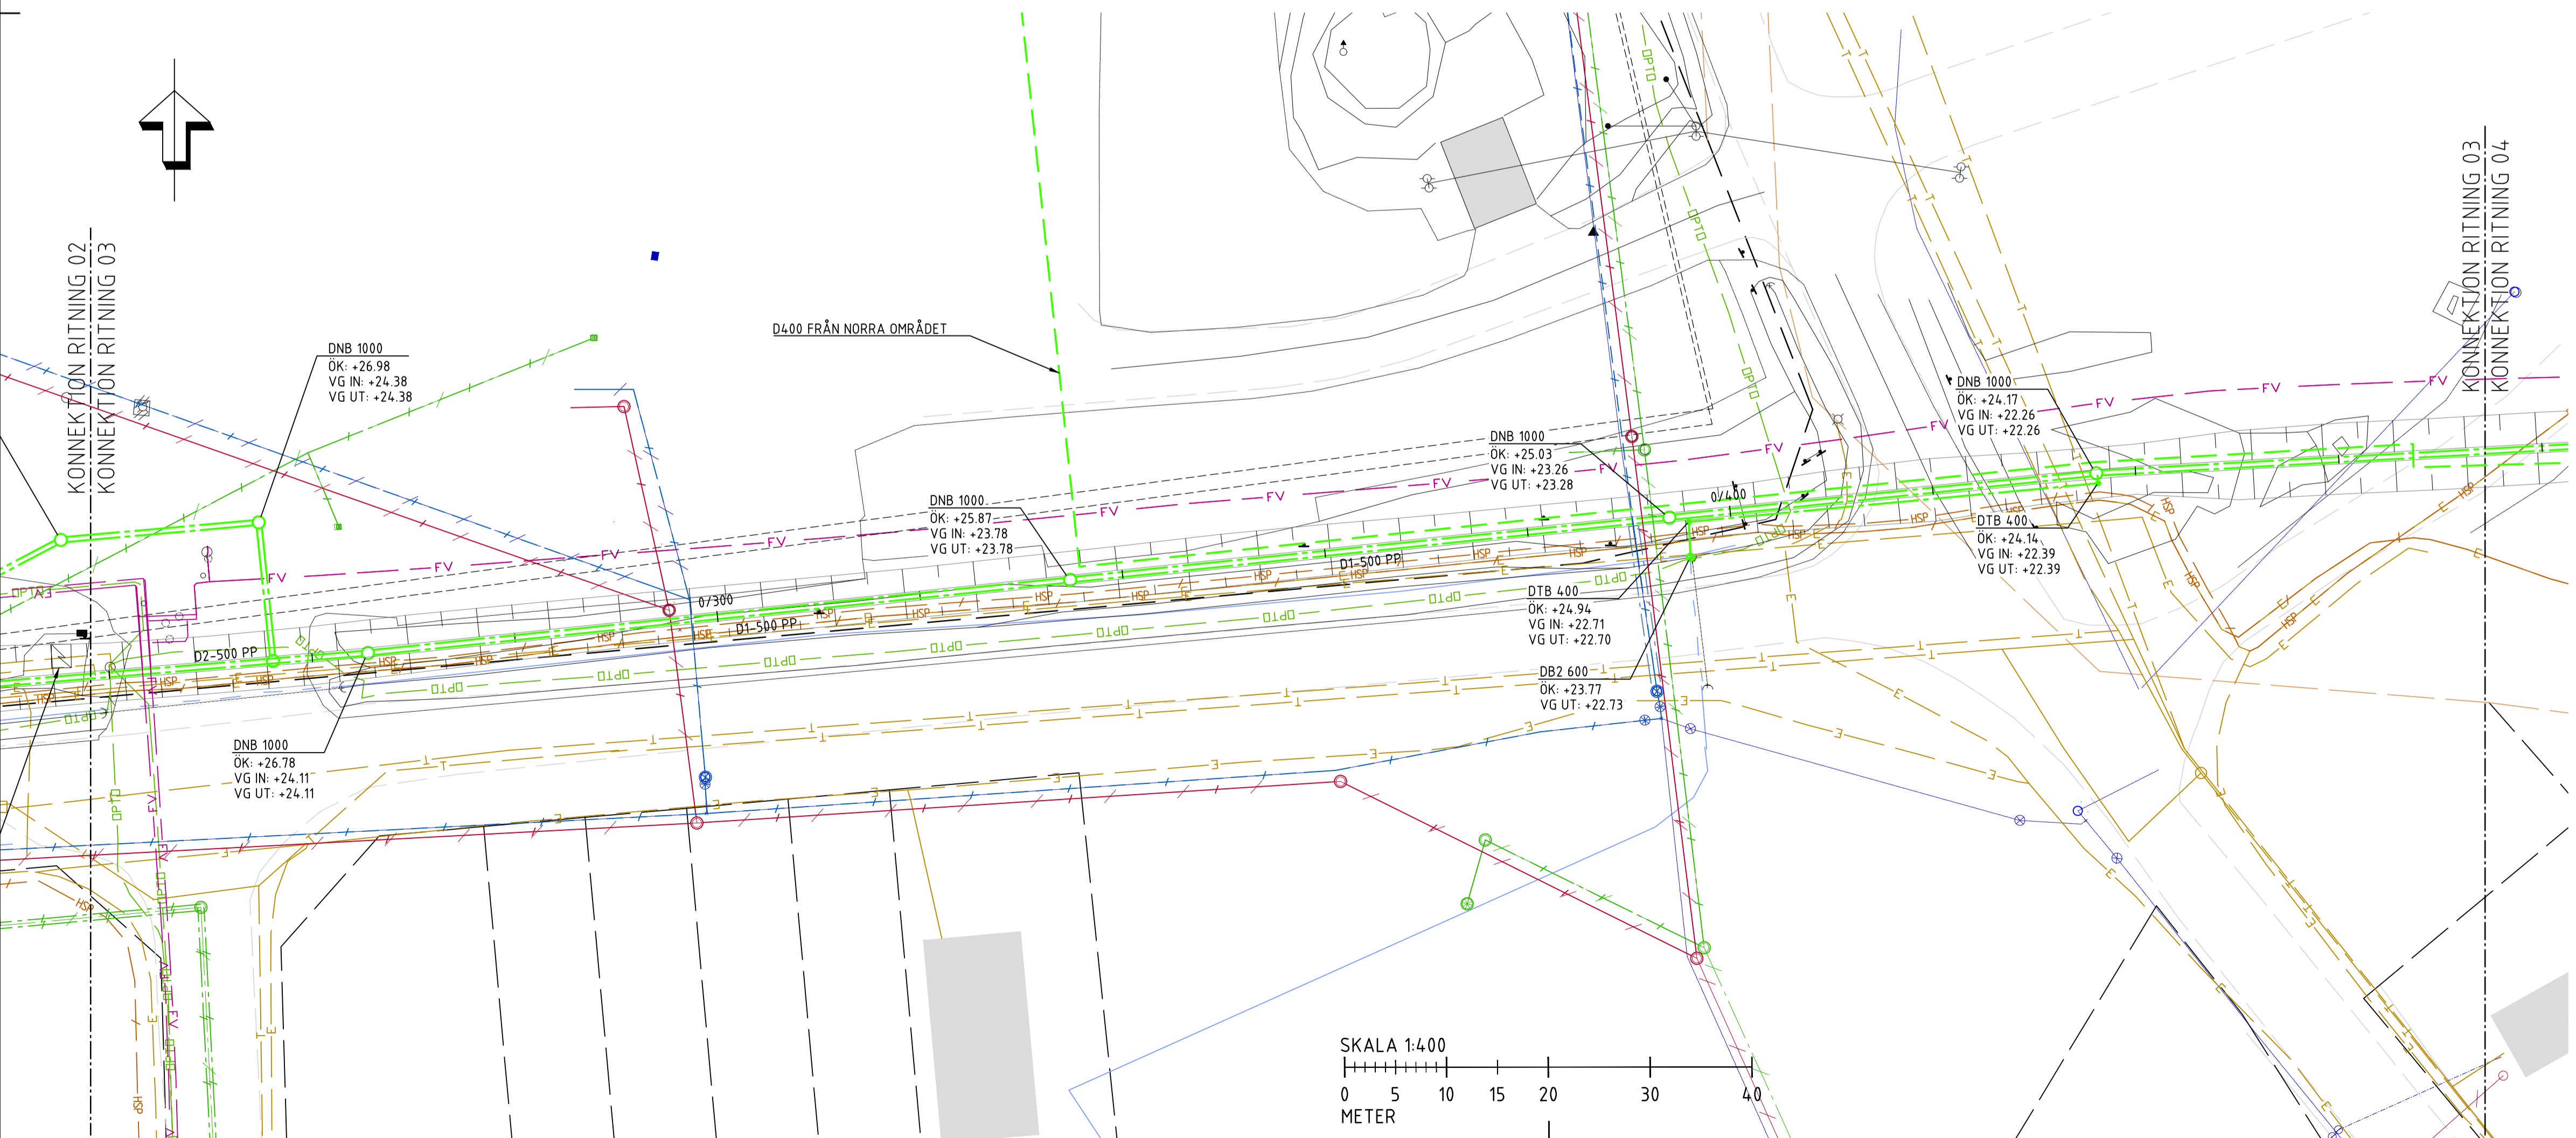 KONNEKTION RITNING 02
KONNEKTION RITNING 03
DNB 1000
ÖK: +26.98
VG IN: +24.38
VG UT: +24.38
D400 FRÅN NORRA OMRÅDET
DNB 1000
ÖK: +25.87
VG IN: +23.78
VG UT: +23.78
DNB 1000
ÖK: +25.03
VG IN: +23.26
VG UT: +23.28
DNB 1000
ÖK: +24.17
VG IN: +22.26
VG UT: +22.26
KONNEKTION RITNING 03
KONNEKTION RITNING 04
DTB 400
ÖK: +24.14
VG IN: +22.39
VG UT: +22.39
0/300
0/400
D2-500 PP
D1-500 PP
D1-500 PP
DTB 400
ÖK: +24.94
VG IN: +22.71
VG UT: +22.70
DB2 600
ÖK: +23.77
VG UT: +22.73
DNB 1000
ÖK: +26.78
VG IN: +24.11
VG UT: +24.11
FV FV FV FV FV FV FV FV FV FV FV FV
OPTO OPTO OPTO OPTO OPTO OPTO OPTO OPTO
HSP HSP HSP HSP HSP HSP HSP HSP HSP
SKALA 1:400
0 5 10 15 20 30 40
METER